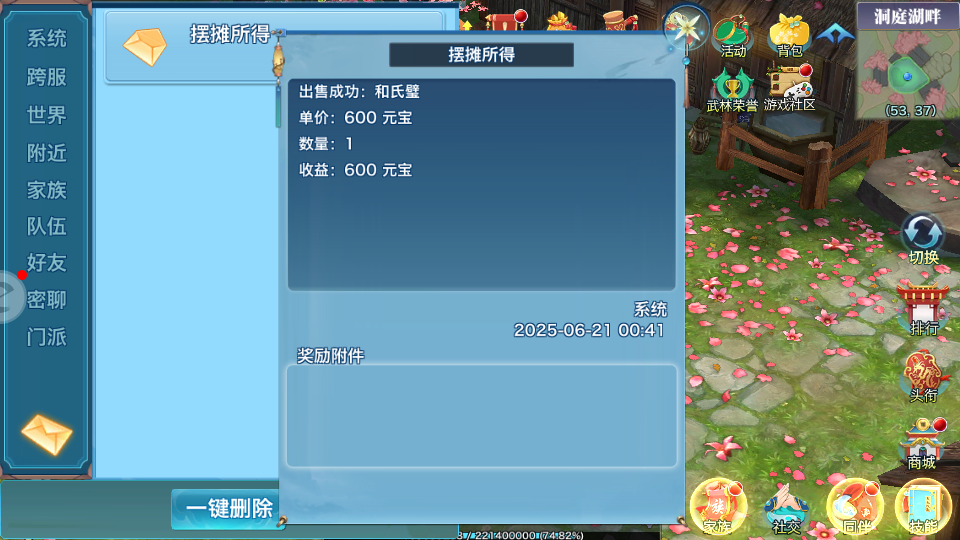 系统
跨服
世界
附近
家族
队伍
好友
密聊
门派
摆摊所得
一键删除
摆摊所得
出售成功：和氏璧
单价：600 元宝
数量：1
收益：600 元宝
系统
2025-06-21 00:41
奖励附件
活动
背包
武林荣誉
游戏社区
洞庭湖畔
(53, 37)
切换
排行
头衔
商城
家族
社交
同伴
技能
/ 221400000 (74.82%)